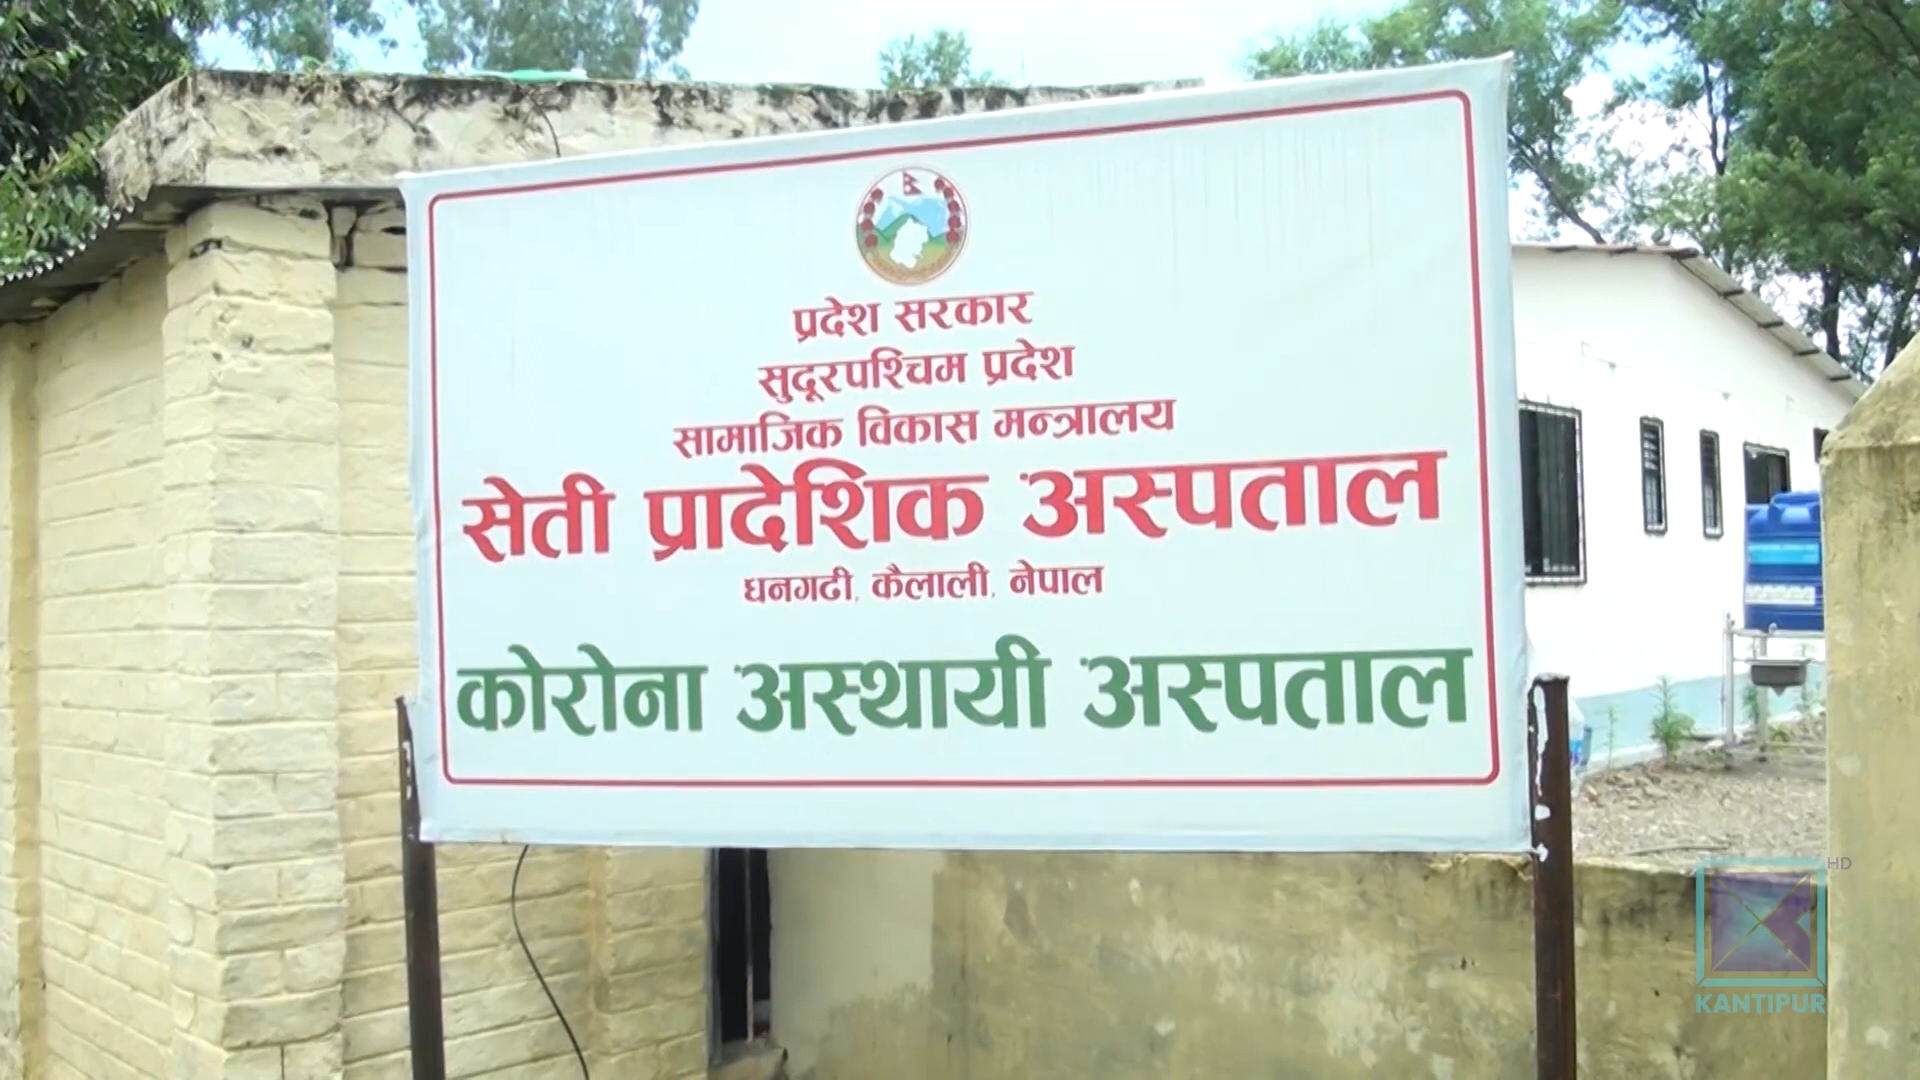 प्रदेश सरकार
सुदूरपश्चिम प्रदेश
सामाजिक विकास मन्त्रालय
सेती प्रादेशिक अस्पताल
धनगढी, कैलाली, नेपाल
कोरोना अस्थायी अस्पताल
HD
KANTIPUR